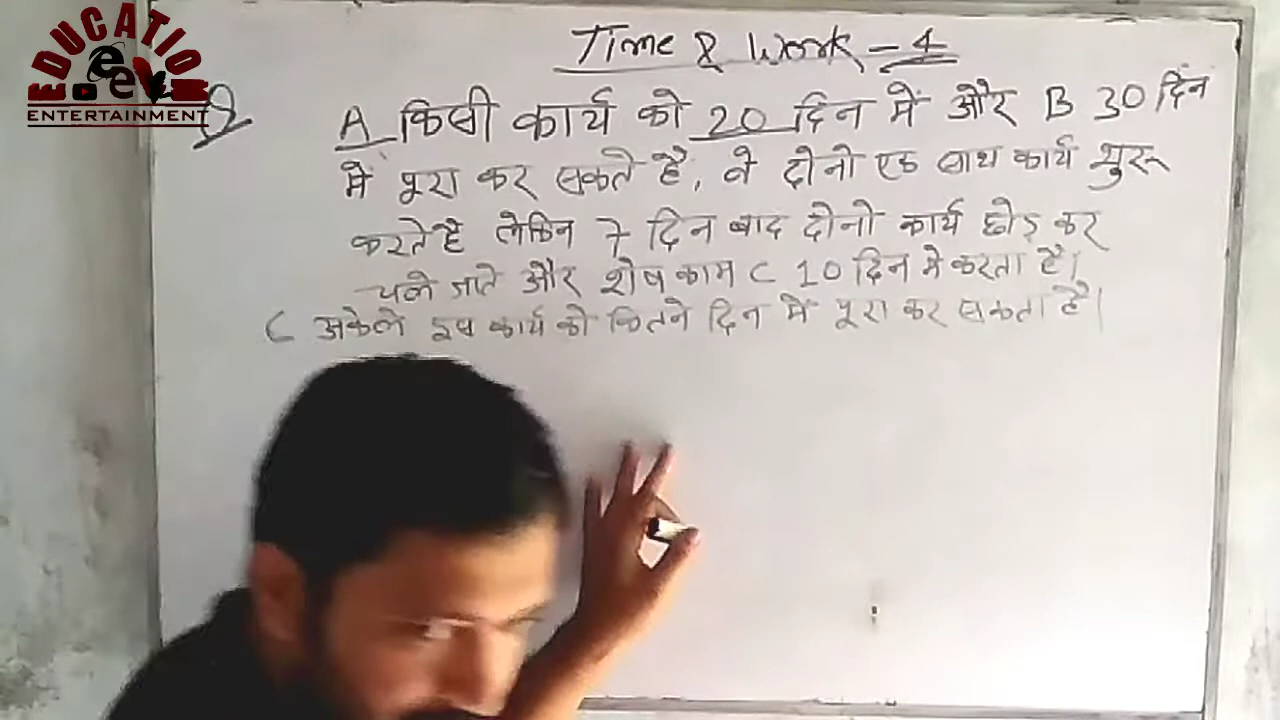 EDUCATION
ee
ENTERTAINMENT
Time & Work - 4
Q A किसी कार्य को 20 दिन में और B 30 दिन
में पूरा कर सकते है, वे दोनो एक साथ कार्य शुरू
करते है लेकिन 7 दिन बाद दोनो कार्य छोड़ कर
चले जाते और शेष काम C 10 दिन मे करता है।
C अकेले इस कार्य को कितने दिन में पूरा कर सकता है।